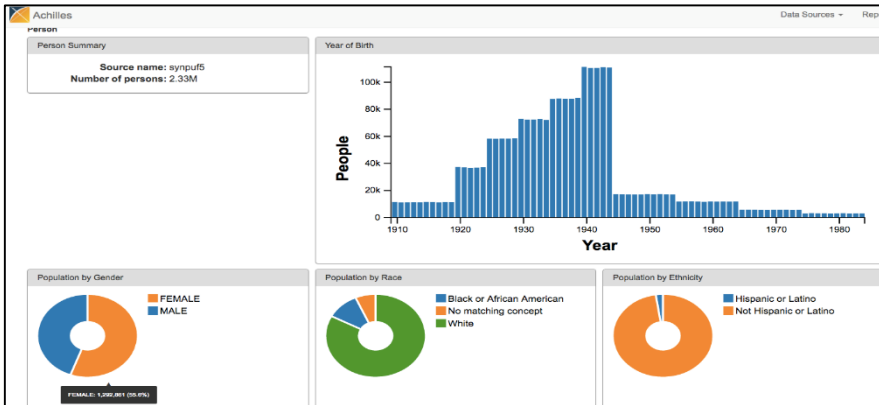 Achilles
Data Sources
Rep
Person
Person Summary
Source name: synpuf5
Number of persons: 2.33M
Year of Birth
People
100k
80k
60k
40k
20k
0
1910 1920 1930 1940 1950 1960 1970 1980
Year
Population by Gender
FEMALE
MALE
FEMALE: 1,292,861 (55.6%)
Population by Race
Black or African American
No matching concept
White
Population by Ethnicity
Hispanic or Latino
Not Hispanic or Latino